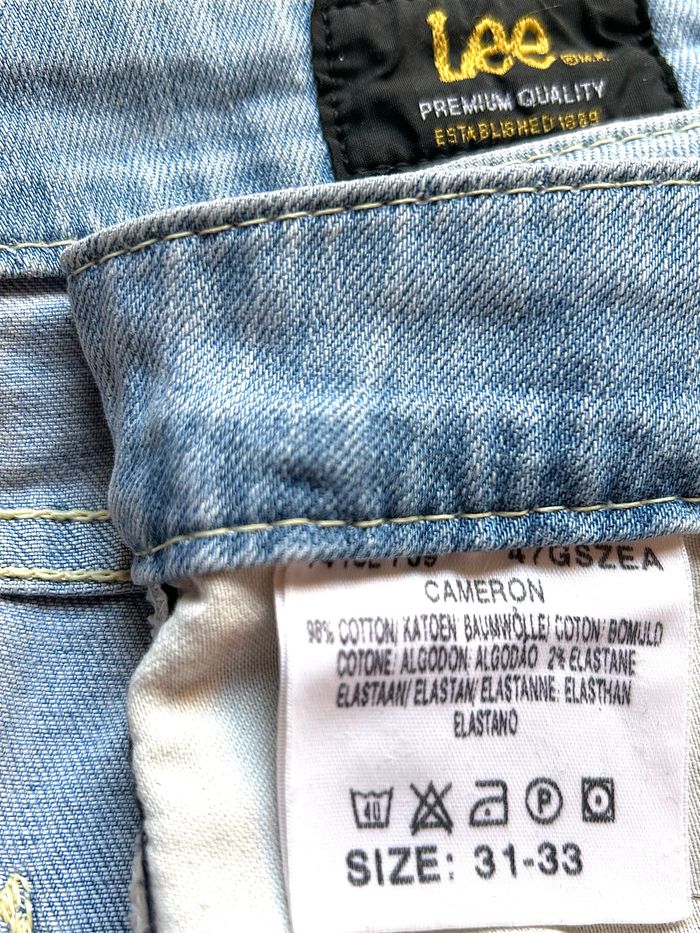 Lee ® M.R.
PREMIUM QUALITY
ESTABLISHED 1889
47GSZEA
CAMERON
98% COTTON/ KATOEN BAUMWOLLE/ COTON/ BOMULD
COTONE/ ALGODON/ ALGODÃO 2% ELASTANE
ELASTAAN/ ELASTAN/ ELASTANNE/ ELASTHAN
ELASTANO
40 P
SIZE: 31-33